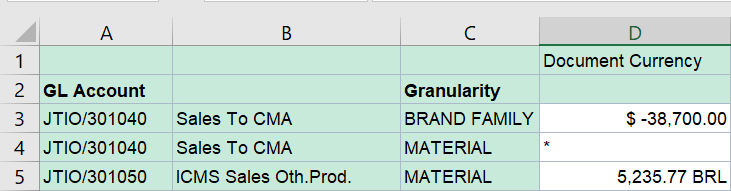 A B C D
1 Document Currency
2 GL Account Granularity
3 JTIO/301040 Sales To CMA BRAND FAMILY $ -38,700.00
4 JTIO/301040 Sales To CMA MATERIAL *
5 JTIO/301050 ICMS Sales Oth.Prod. MATERIAL 5,235.77 BRL